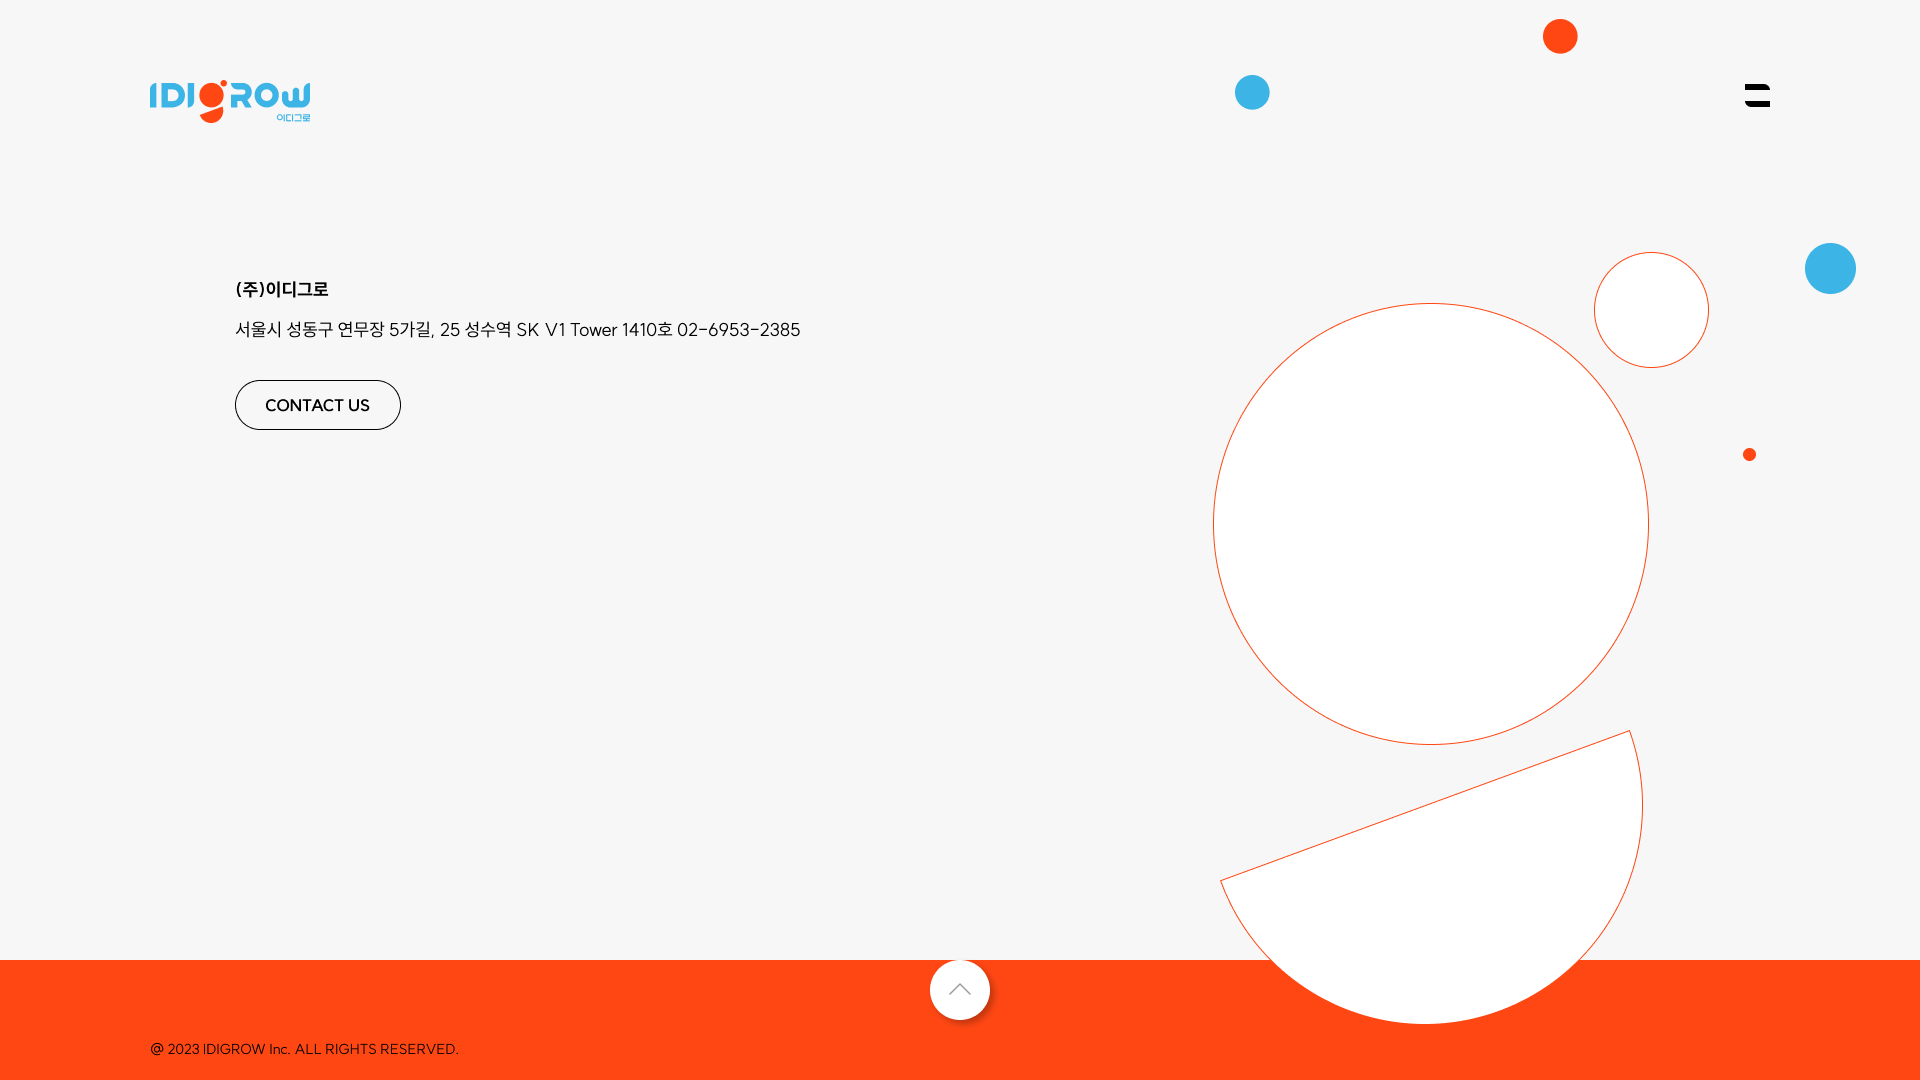 IDIGROW
이디그로
(주)이디그로
서울시 성동구 연무장 5가길, 25 성수역 SK V1 Tower 1410호 02-6953-2385
CONTACT US
@ 2023 IDIGROW Inc. ALL RIGHTS RESERVED.